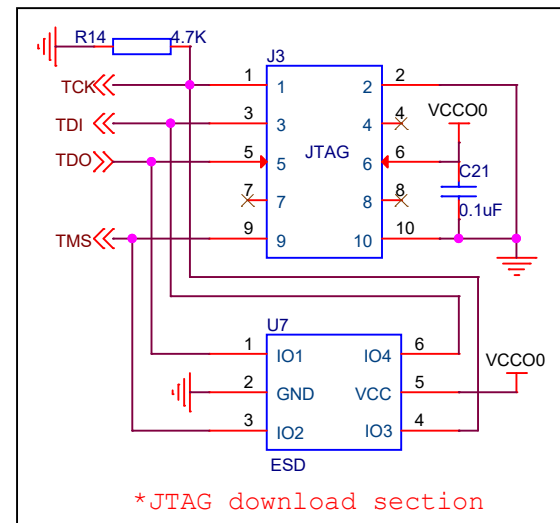 R14 4.7K
J3
TCK 1 1 2 2
VCCO0
TDI 3 3 4 4
TDO 5 5 JTAG 6 6
C21
7 7 8 8
0.1uF
TMS 9 9 10 10
U7
1 IO1 IO4 6
VCCO0
2 GND VCC 5
3 IO2 IO3 4
ESD
*JTAG download section